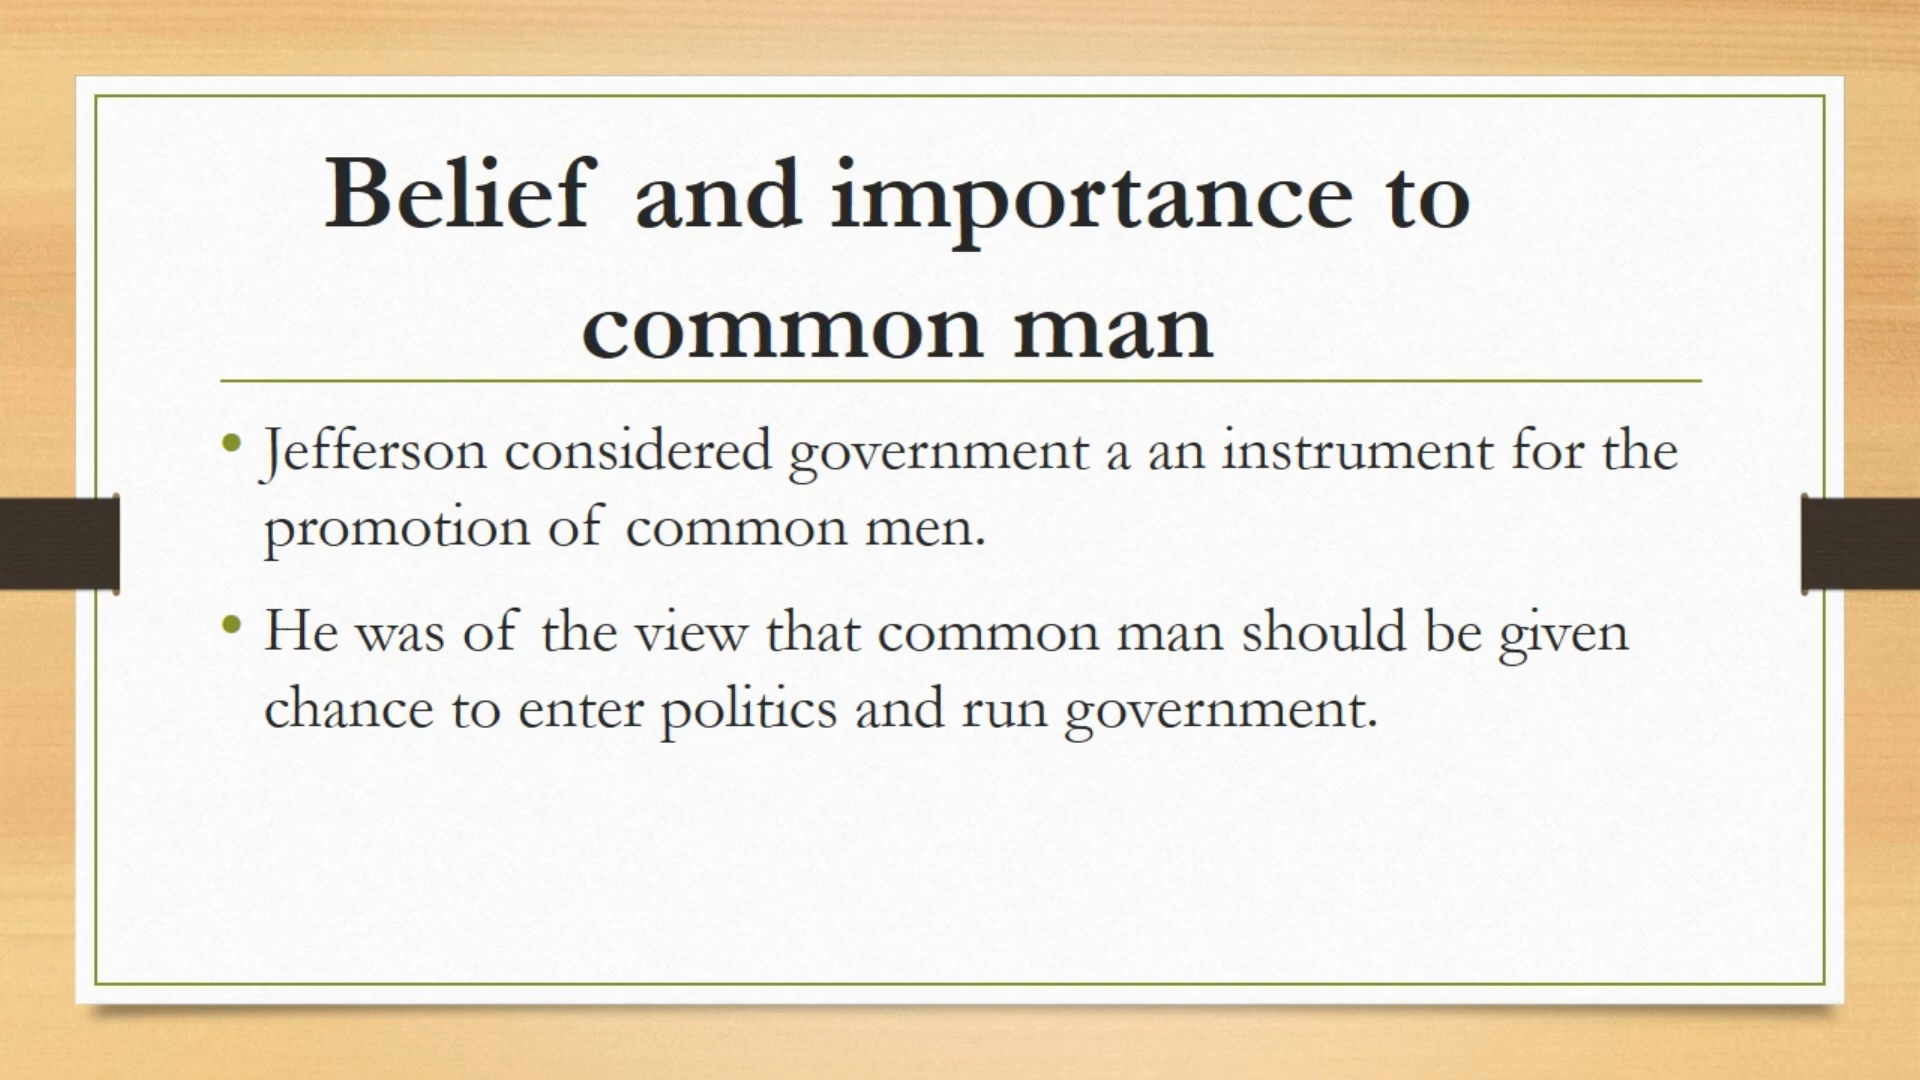 Belief and importance to
common man
• Jefferson considered government a an instrument for the
promotion of common men.
• He was of the view that common man should be given
chance to enter politics and run government.